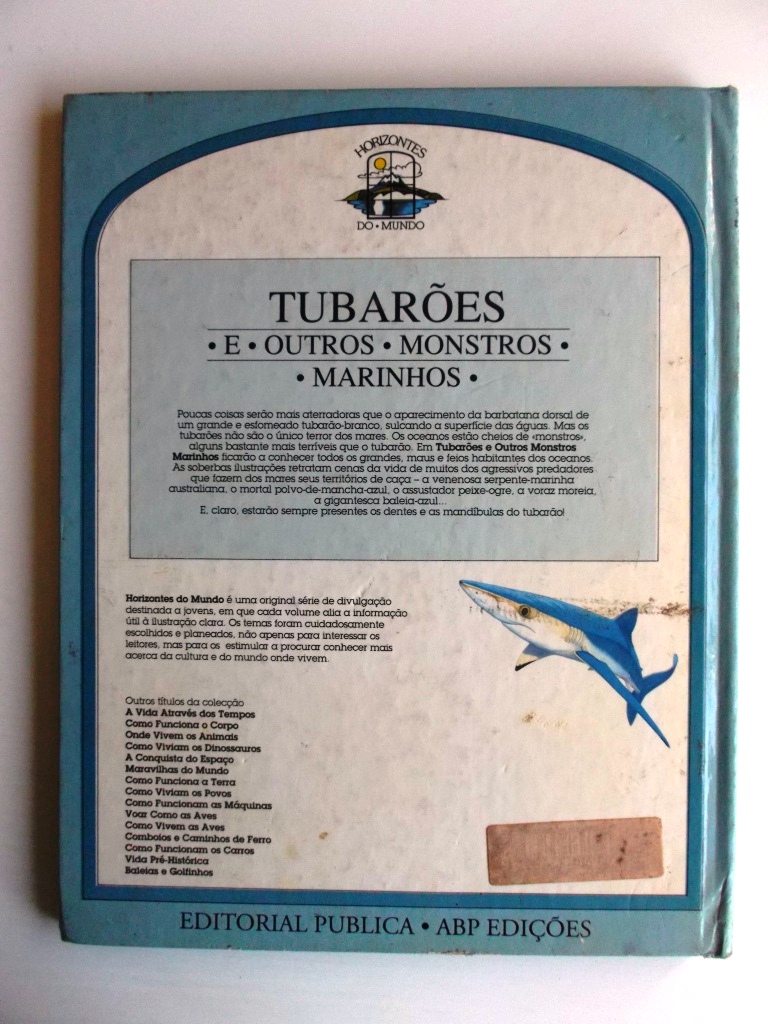 HORIZONTES
DO • MUNDO
TUBARÕES
• E • OUTROS • MONSTROS •
• MARINHOS •
Poucas coisas serão mais aterradoras que o aparecimento da barbatana dorsal de
um grande e esfomeado tubarão-branco, sulcando a superfície das águas. Mas os
tubarões não são o único terror dos mares. Os oceanos estão cheios de «monstros»,
alguns bastante mais terríveis que o tubarão. Em Tubarões e Outros Monstros
Marinhos ficarão a conhecer todos os grandes, maus e feios habitantes dos oceanos.
As soberbas ilustrações retratam cenas da vida de muitos dos agressivos predadores
que fazem dos mares seus territórios de caça – a venenosa serpente-marinha
australiana, o mortal polvo-de-mancha-azul, o assustador peixe-ogre, a voraz moreia,
a gigantesca baleia-azul...
E, claro, estarão sempre presentes os dentes e as mandíbulas do tubarão!
Horizontes do Mundo é uma original série de divulgação
destinada a jovens, em que cada volume alia a informação
útil à ilustração clara. Os temas foram cuidadosamente
escolhidos e planeados, não apenas para interessar os
leitores, mas para os estimular a procurar conhecer mais
acerca da cultura e do mundo onde vivem.
Outros títulos da colecção
A Vida Através dos Tempos
Como Funciona o Corpo
Onde Vivem os Animais
Como Viviam os Dinossauros
A Conquista do Espaço
Maravilhas do Mundo
Como Funciona a Terra
Como Viviam os Povos
Como Funcionam as Máquinas
Voar Como as Aves
Como Vivem as Aves
Comboios e Caminhos de Ferro
Como Funcionam os Carros
Vida Pré-Histórica
Baleias e Golfinhos
EDITORIAL PUBLICA • ABP EDIÇÕES